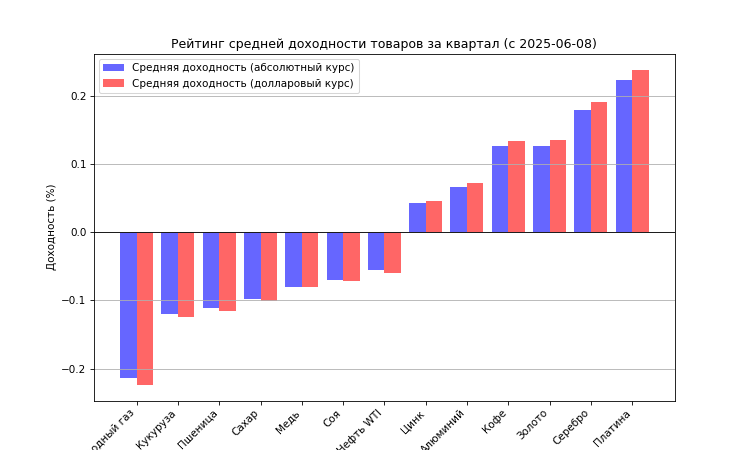 Рейтинг средней доходности товаров за квартал (с 2025-06-08)
Средняя доходность (абсолютный курс)
Средняя доходность (долларовый курс)
Доходность (%)
0.2
0.1
0.0
−0.1
−0.2
одный газ
Кукуруза
Пшеница
Сахар
Медь
Соя
Нефть WTI
Цинк
Алюминий
Кофе
Золото
Серебро
Платина